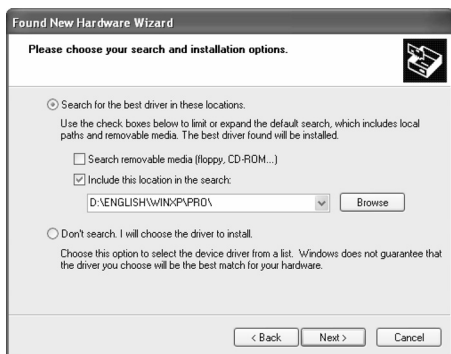 Found New Hardware Wizard
Please choose your search and installation options.
Search for the best driver in these locations.
Use the check boxes below to limit or expand the default search, which includes local
paths and removable media. The best driver found will be installed.
Search removable media (floppy, CD-ROM...)
Include this location in the search:
D:\ENGLISH\WINXP\PRO\
Browse
Don't search. I will choose the driver to install.
Choose this option to select the device driver from a list. Windows does not guarantee that
the driver you choose will be the best match for your hardware.
< Back
Next >
Cancel